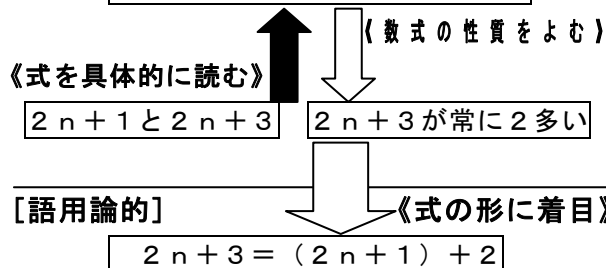 《数式の性質をよむ》
《式を具体的に読む》
2n+1と2n+3
2n+3が常に2多い
[語用論的]
《式の形に着目》
2n+3=(2n+1)+2